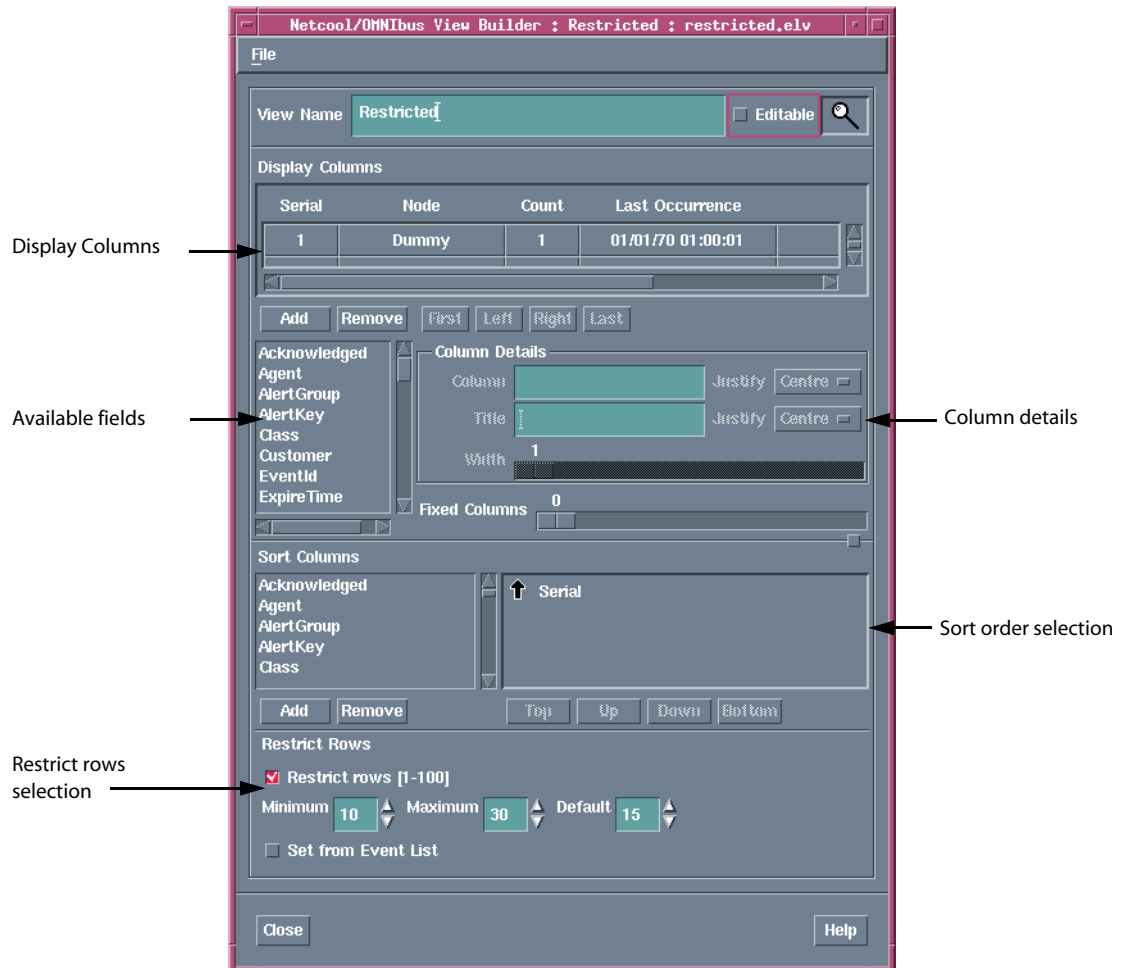 Netcool/OMNIbus View Builder : Restricted : restricted.elv
File
View Name Restricted Editable
Display Columns
Serial Node Count Last Occurrence
1 Dummy 1 01/01/70 01:00:01
Display Columns
Add Remove First Left Right Last
Acknowledged
Agent
AlertGroup
AlertKey
Class
Customer
EventId
ExpireTime
Available fields
Column Details
Column Justify Centre
Title Justify Centre
Width 1
Column details
Fixed Columns 0
Sort Columns
Acknowledged
Agent
AlertGroup
AlertKey
Class
Serial
Sort order selection
Add Remove Top Up Down Bottom
Restrict Rows
Restrict rows [1-100]
Restrict rows
selection
Minimum 10 Maximum 30 Default 15
Set from Event List
Close Help